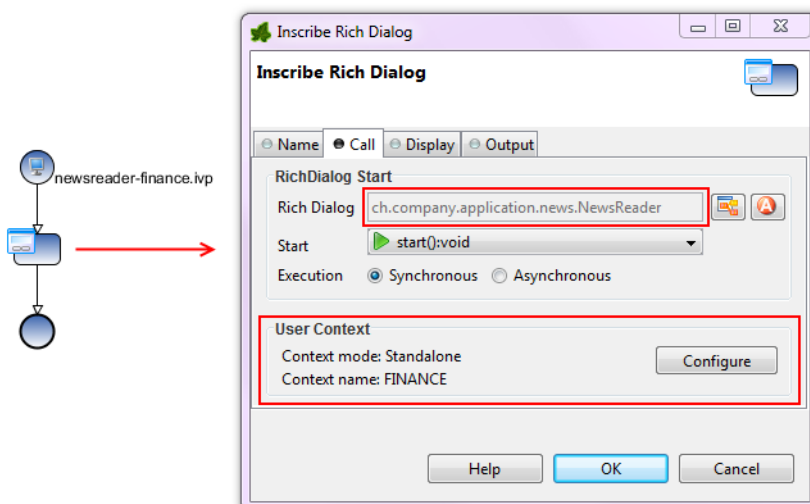 Inscribe Rich Dialog
Inscribe Rich Dialog
Name Call Display Output
newsreader-finance.ivp
RichDialog Start
Rich Dialog ch.company.application.news.NewsReader
Start start():void
Execution Synchronous Asynchronous
User Context
Context mode: Standalone
Context name: FINANCE
Configure
Help OK Cancel